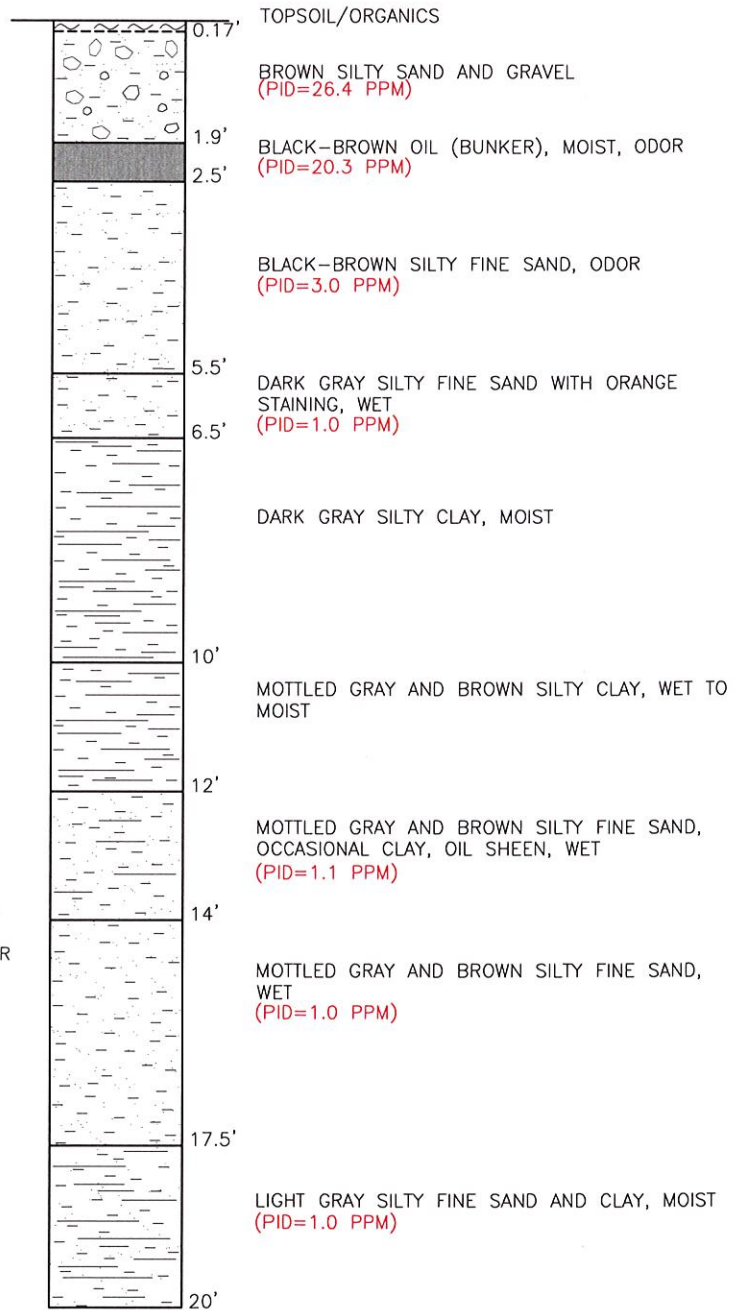 TOPSOIL/ORGANICS
0.17'
BROWN SILTY SAND AND GRAVEL
(PID=26.4 PPM)
1.9'
BLACK-BROWN OIL (BUNKER), MOIST, ODOR
(PID=20.3 PPM)
2.5'
BLACK-BROWN SILTY FINE SAND, ODOR
(PID=3.0 PPM)
5.5'
DARK GRAY SILTY FINE SAND WITH ORANGE
STAINING, WET
(PID=1.0 PPM)
6.5'
DARK GRAY SILTY CLAY, MOIST
10'
MOTTLED GRAY AND BROWN SILTY CLAY, WET TO
MOIST
12'
MOTTLED GRAY AND BROWN SILTY FINE SAND,
OCCASIONAL CLAY, OIL SHEEN, WET
(PID=1.1 PPM)
14'
R
MOTTLED GRAY AND BROWN SILTY FINE SAND,
WET
(PID=1.0 PPM)
17.5'
LIGHT GRAY SILTY FINE SAND AND CLAY, MOIST
(PID=1.0 PPM)
20'